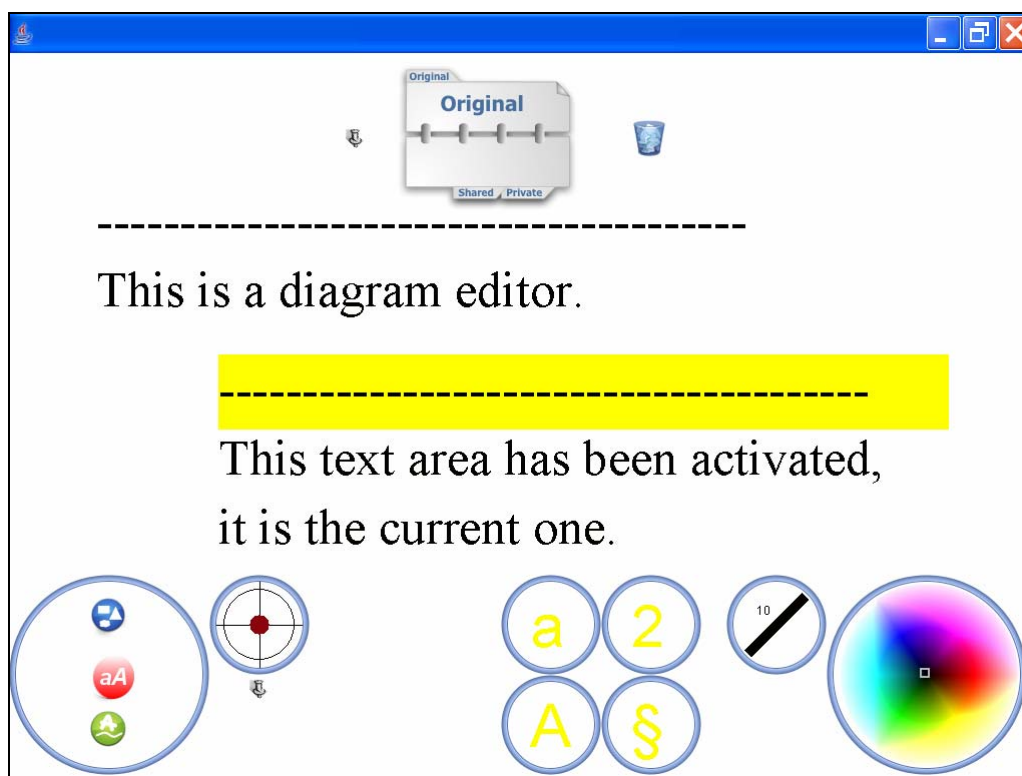 Original
Original
Shared Private
---------------------------------------
This is a diagram editor.
---------------------------------------
This text area has been activated,
it is the current one.
10
a 2
aA
A §